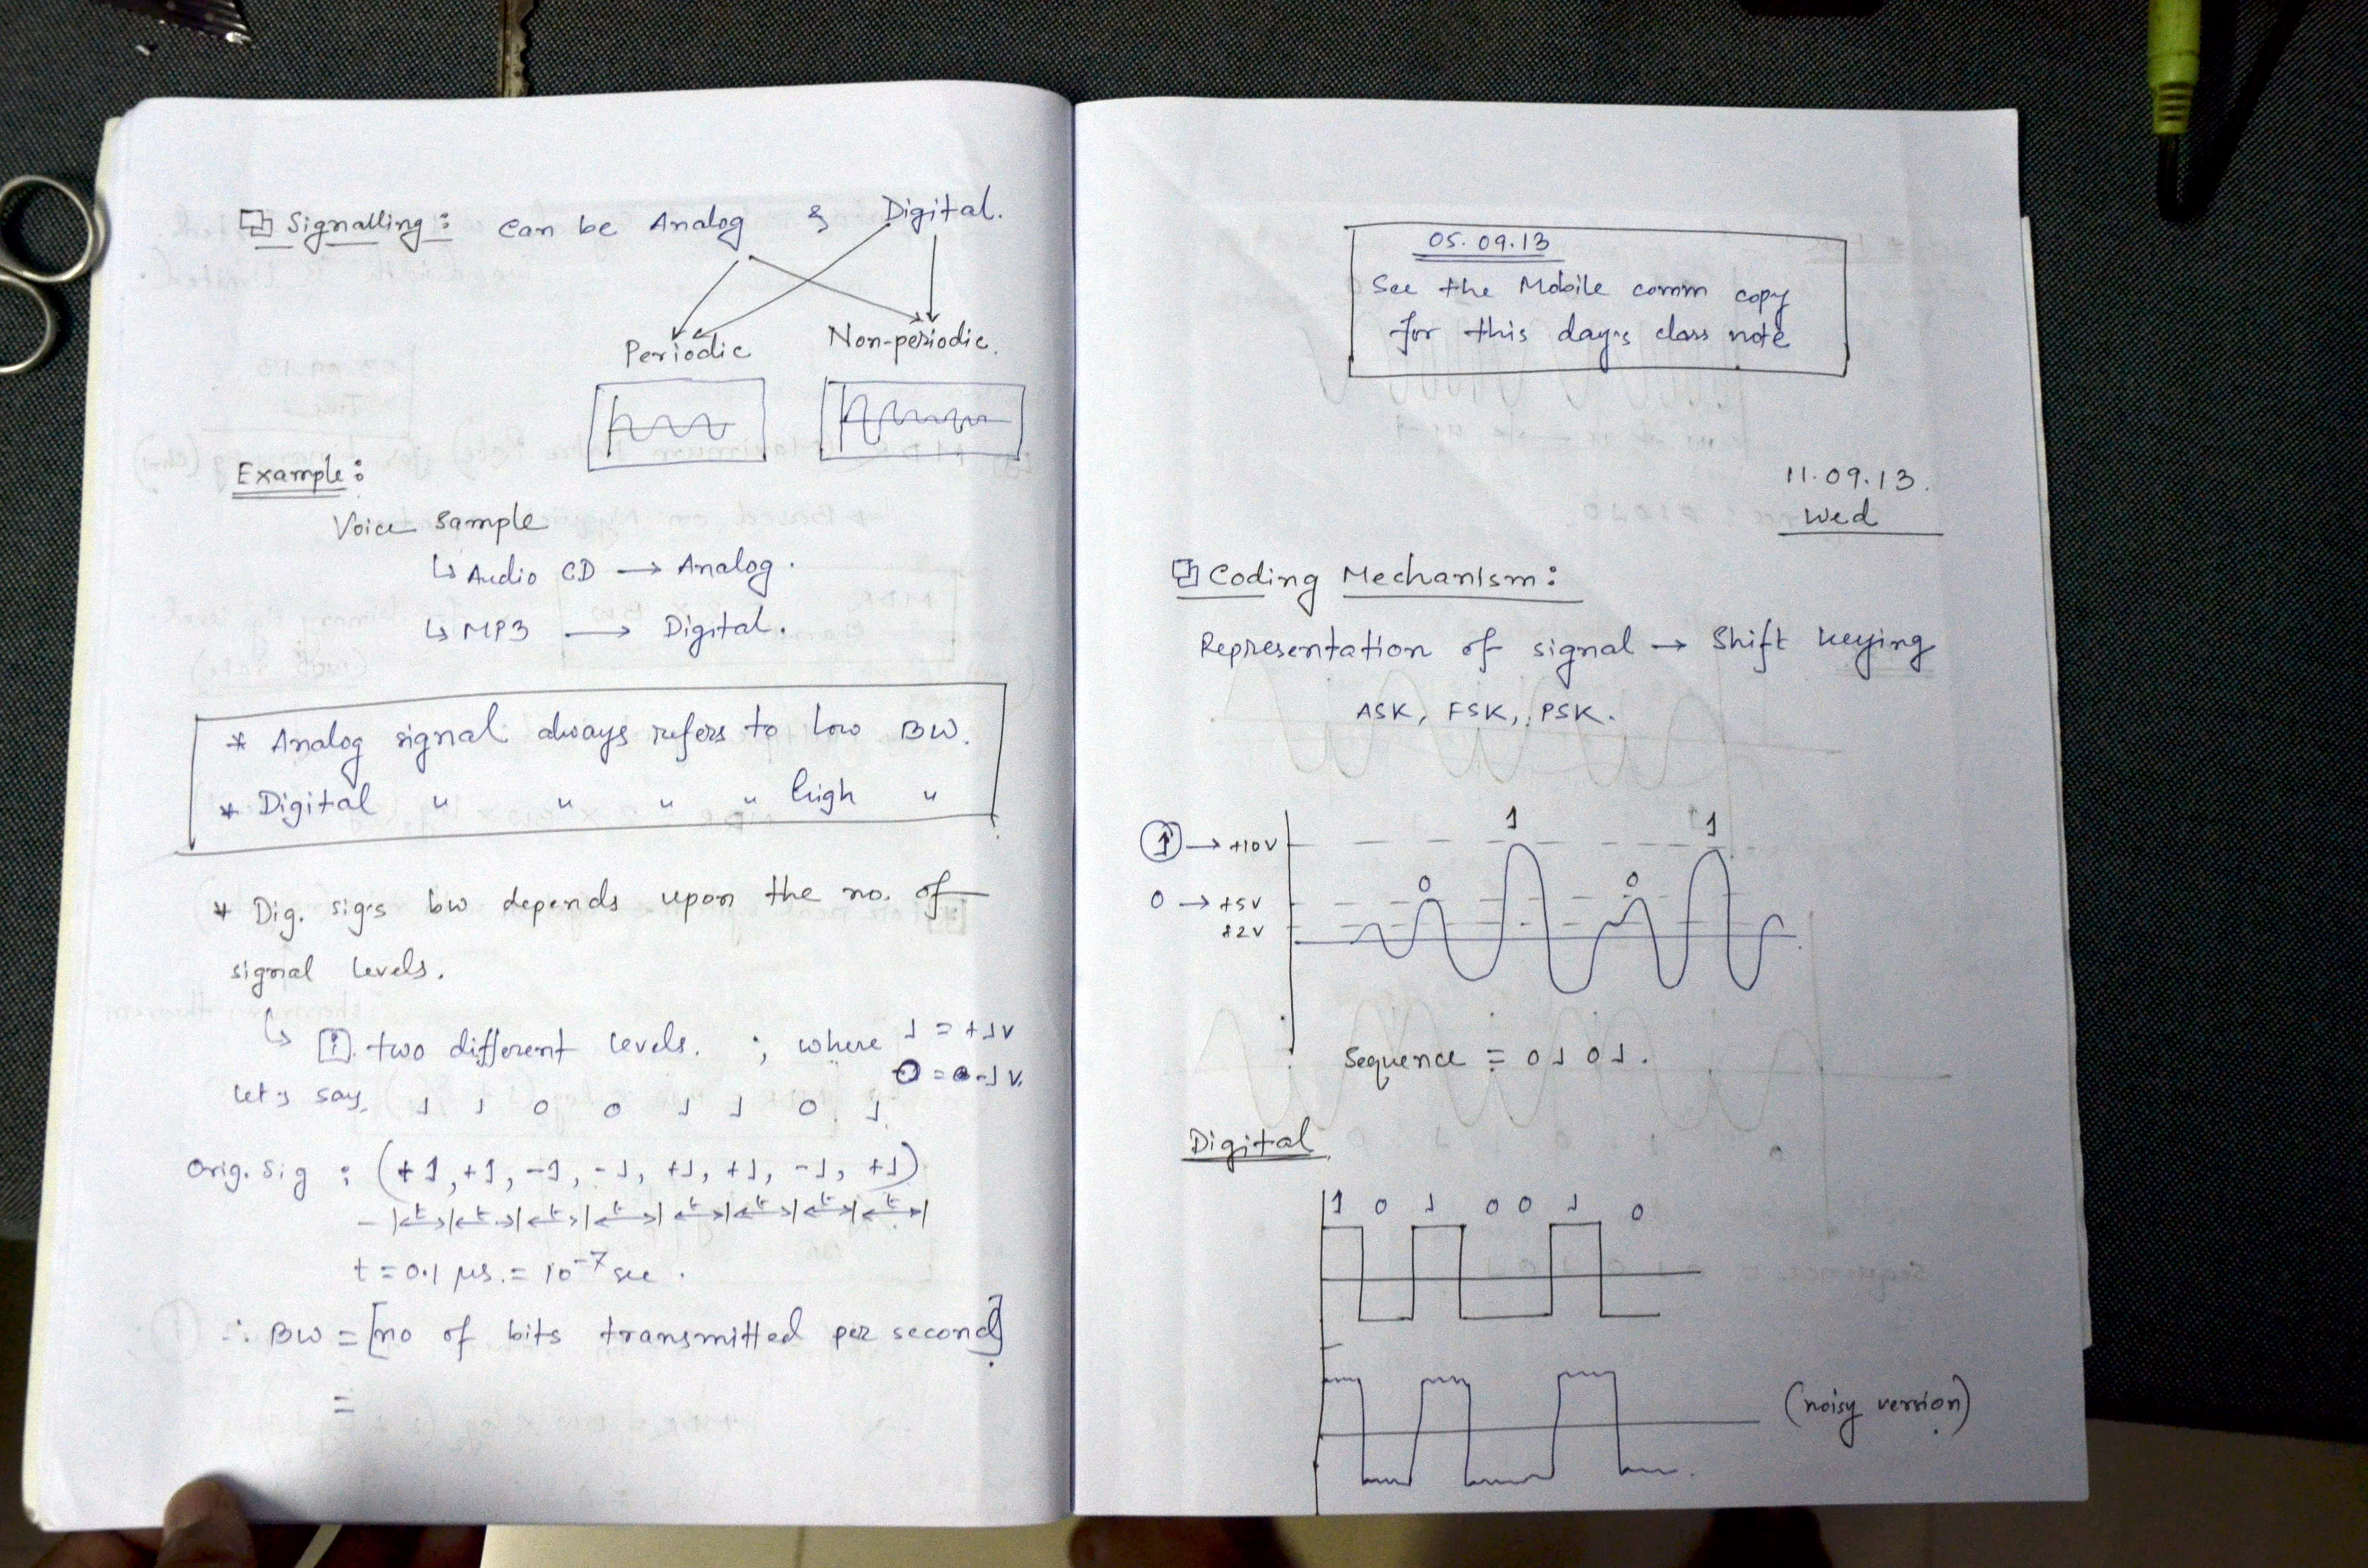 Signalling : can be Analog & Digital.
Periodic Non-periodic.
Example :
Voice Sample
↳ Audio CD → Analog.
↳ MP3 → Digital.
* Analog signal always refers to Low BW.
* Digital " " " " high "
* Dig. sig's bw depends upon the no. of
signal levels.
↳ i. two different levels. ; where 1 = +1v
0 = -1v.
let's say, 1 1 0 0 1 1 0 1
Orig. Sig : (+1, +1, -1, -1, +1, +1, -1, +1)
t t t t t t t t
t = 0.1 μs. = 10⁻⁷ sec.
∴ BW = [no of bits transmitted per second].
=
05.09.13
See the Mobile comm copy
for this day's class note
11.09.13.
Wed
Coding Mechanism :
Representation of signal → Shift keying
ASK, FSK, PSK.
1 1
1 → +10V
0 0
0 → +5V
±2V
Sequence = 0 1 0 1.
Digital
1 0 1 0 0 1 0
(noisy version)